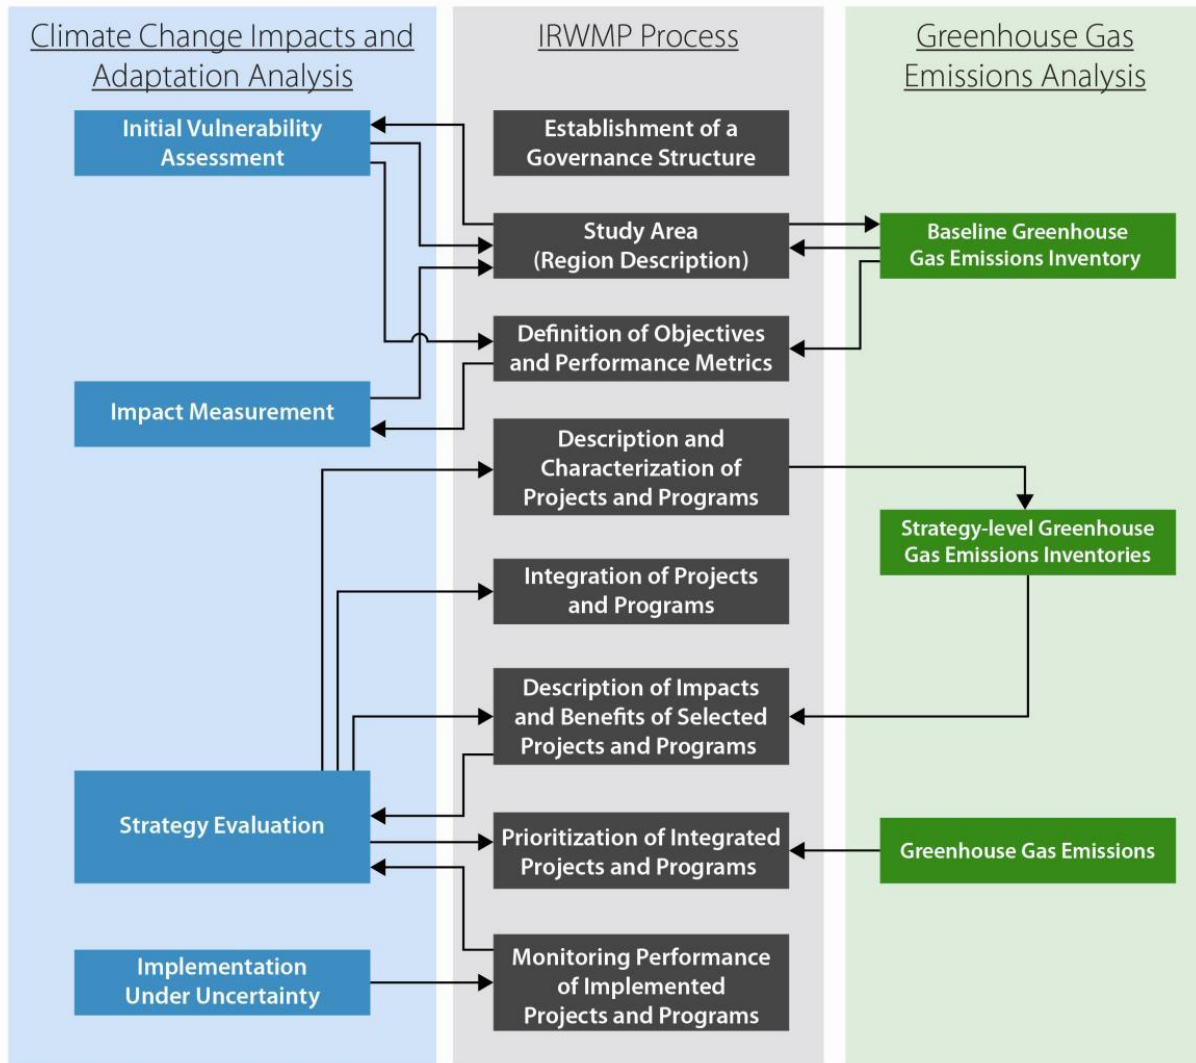 Climate Change Impacts and
Adaptation Analysis
Initial Vulnerability
Assessment
Impact Measurement
Strategy Evaluation
Implementation
Under Uncertainty
IRWMP Process
Establishment of a
Governance Structure
Study Area
(Region Description)
Definition of Objectives
and Performance Metrics
Description and
Characterization of
Projects and Programs
Integration of Projects
and Programs
Description of Impacts
and Benefits of Selected
Projects and Programs
Prioritization of Integrated
Projects and Programs
Monitoring Performance
of Implemented
Projects and Programs
Greenhouse Gas
Emissions Analysis
Baseline Greenhouse
Gas Emissions Inventory
Strategy-level Greenhouse
Gas Emissions Inventories
Greenhouse Gas Emissions